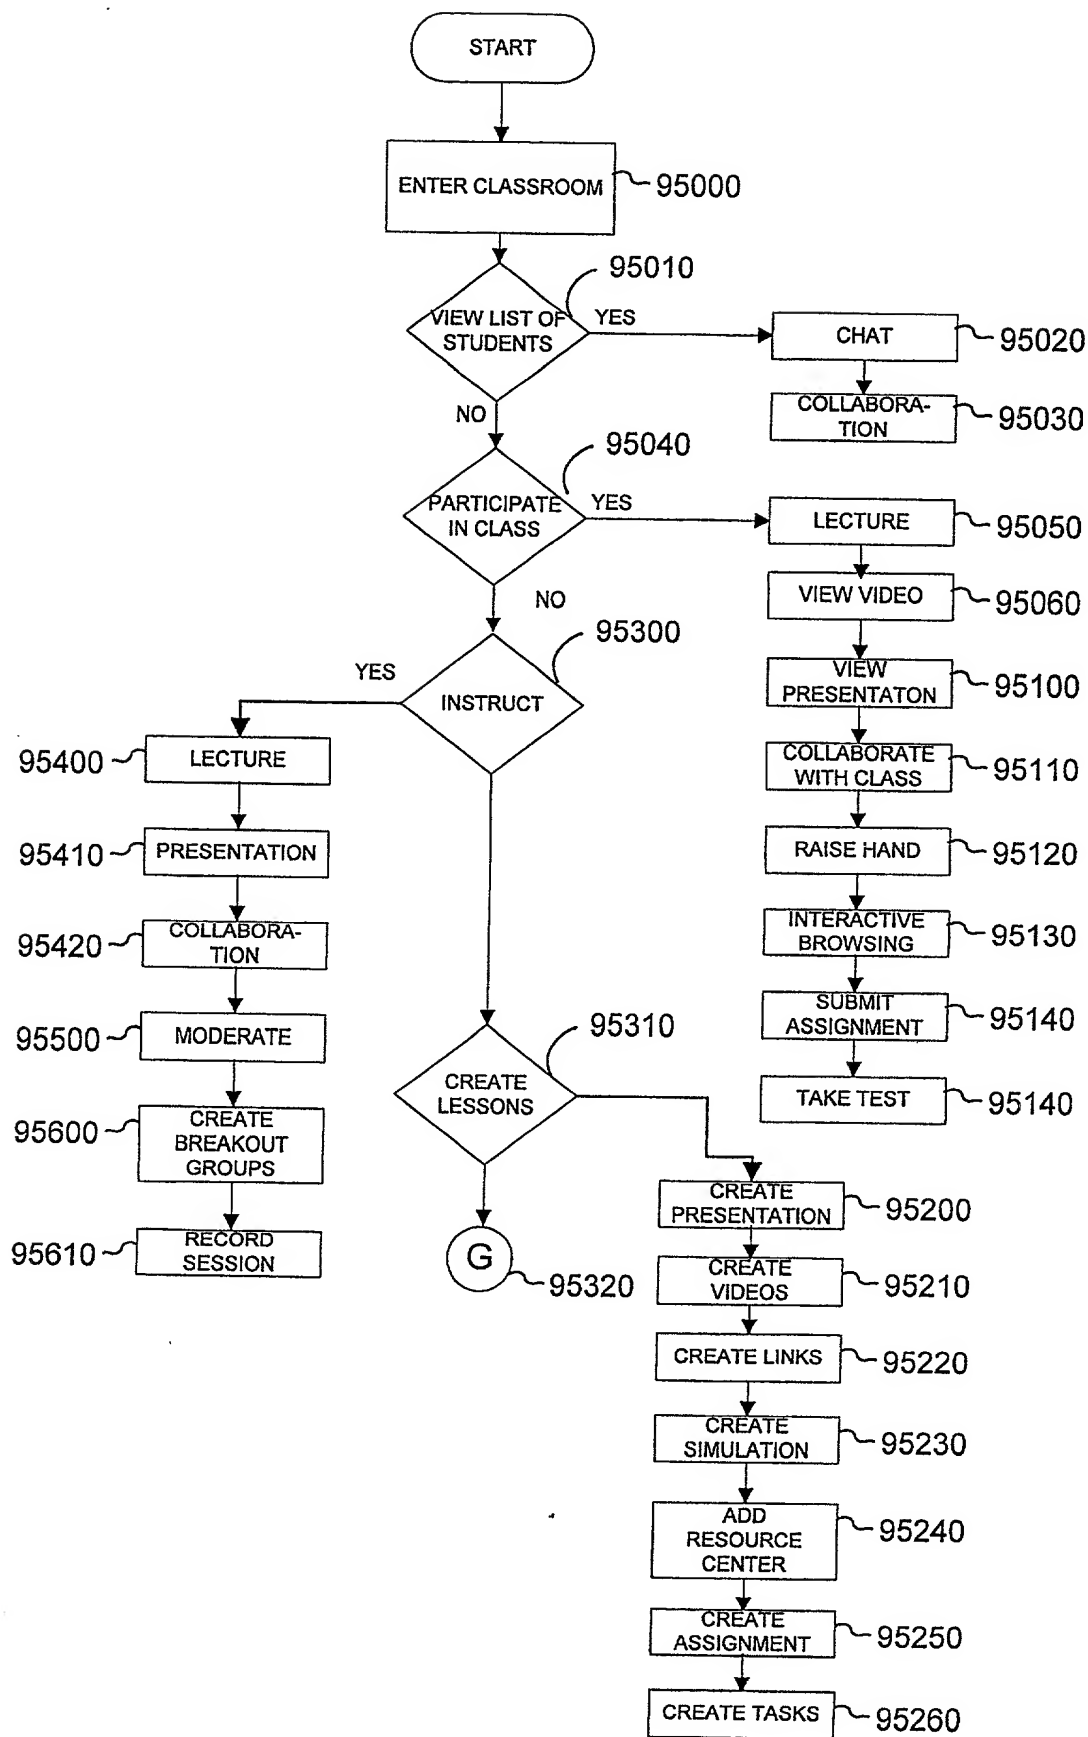 START
ENTER CLASSROOM
95000
95010
VIEW LIST OF
STUDENTS
YES
CHAT
95020
COLLABORA-
TION
95030
NO
95040
PARTICIPATE
IN CLASS
YES
LECTURE
95050
VIEW VIDEO
95060
NO
95300
YES
INSTRUCT
VIEW
PRESENTATON
95100
95400
LECTURE
COLLABORATE
WITH CLASS
95110
95410
PRESENTATION
RAISE HAND
95120
95420
COLLABORA-
TION
INTERACTIVE
BROWSING
95130
95500
MODERATE
SUBMIT
ASSIGNMENT
95140
95310
CREATE
LESSONS
TAKE TEST
95140
95600
CREATE
BREAKOUT
GROUPS
CREATE
PRESENTATION
95200
95610
RECORD
SESSION
G
95320
CREATE
VIDEOS
95210
CREATE LINKS
95220
CREATE
SIMULATION
95230
ADD
RESOURCE
CENTER
95240
CREATE
ASSIGNMENT
95250
CREATE TASKS
95260